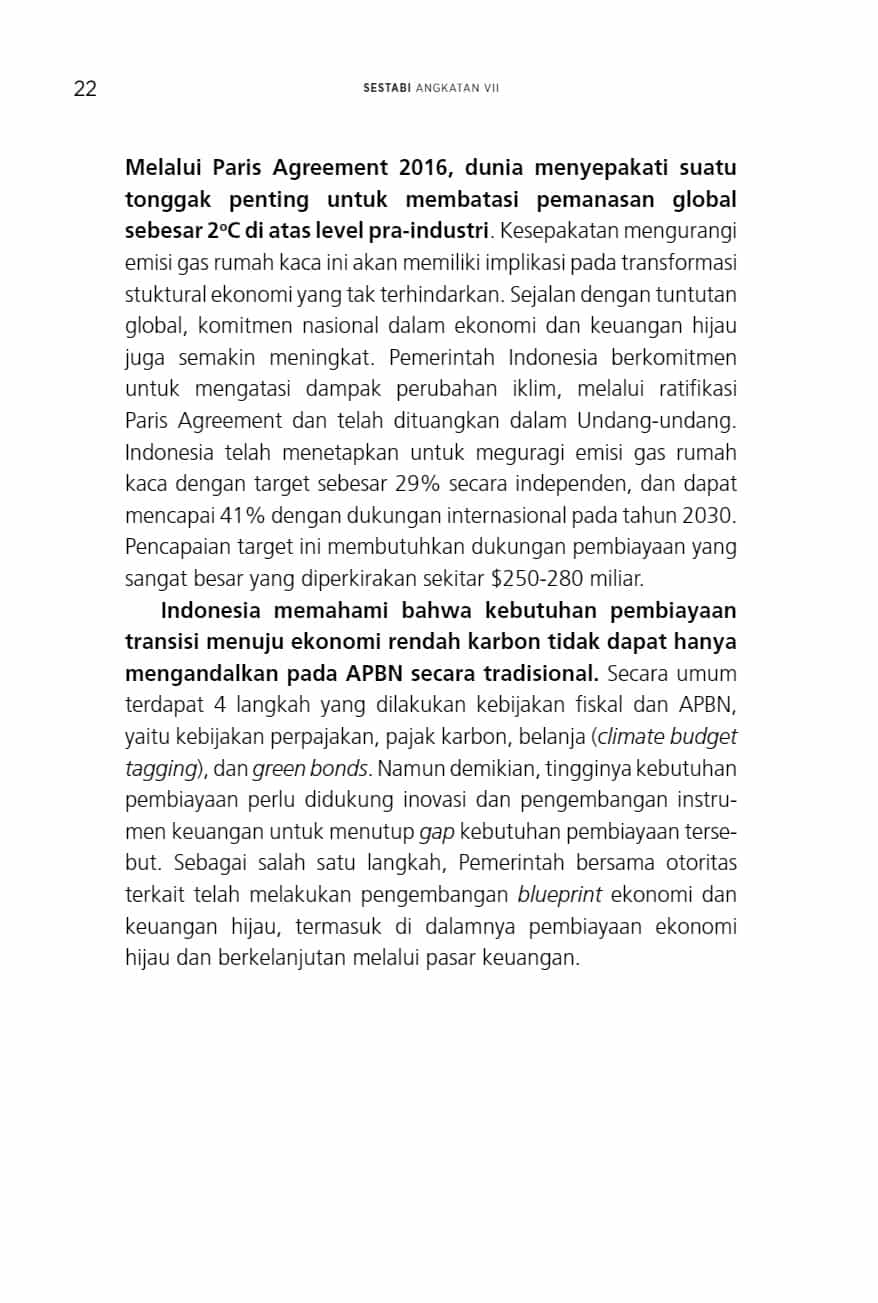 22
SESTABI ANGKATAN VII
Melalui Paris Agreement 2016, dunia menyepakati suatu
tonggak penting untuk membatasi pemanasan global
sebesar 2ºC di atas level pra-industri. Kesepakatan mengurangi
emisi gas rumah kaca ini akan memiliki implikasi pada transformasi
stuktural ekonomi yang tak terhindarkan. Sejalan dengan tuntutan
global, komitmen nasional dalam ekonomi dan keuangan hijau
juga semakin meningkat. Pemerintah Indonesia berkomitmen
untuk mengatasi dampak perubahan iklim, melalui ratifikasi
Paris Agreement dan telah dituangkan dalam Undang-undang.
Indonesia telah menetapkan untuk meguragi emisi gas rumah
kaca dengan target sebesar 29% secara independen, dan dapat
mencapai 41% dengan dukungan internasional pada tahun 2030.
Pencapaian target ini membutuhkan dukungan pembiayaan yang
sangat besar yang diperkirakan sekitar $250-280 miliar.
Indonesia memahami bahwa kebutuhan pembiayaan
transisi menuju ekonomi rendah karbon tidak dapat hanya
mengandalkan pada APBN secara tradisional. Secara umum
terdapat 4 langkah yang dilakukan kebijakan fiskal dan APBN,
yaitu kebijakan perpajakan, pajak karbon, belanja (climate budget
tagging), dan green bonds. Namun demikian, tingginya kebutuhan
pembiayaan perlu didukung inovasi dan pengembangan instru-
men keuangan untuk menutup gap kebutuhan pembiayaan terse-
but. Sebagai salah satu langkah, Pemerintah bersama otoritas
terkait telah melakukan pengembangan blueprint ekonomi dan
keuangan hijau, termasuk di dalamnya pembiayaan ekonomi
hijau dan berkelanjutan melalui pasar keuangan.